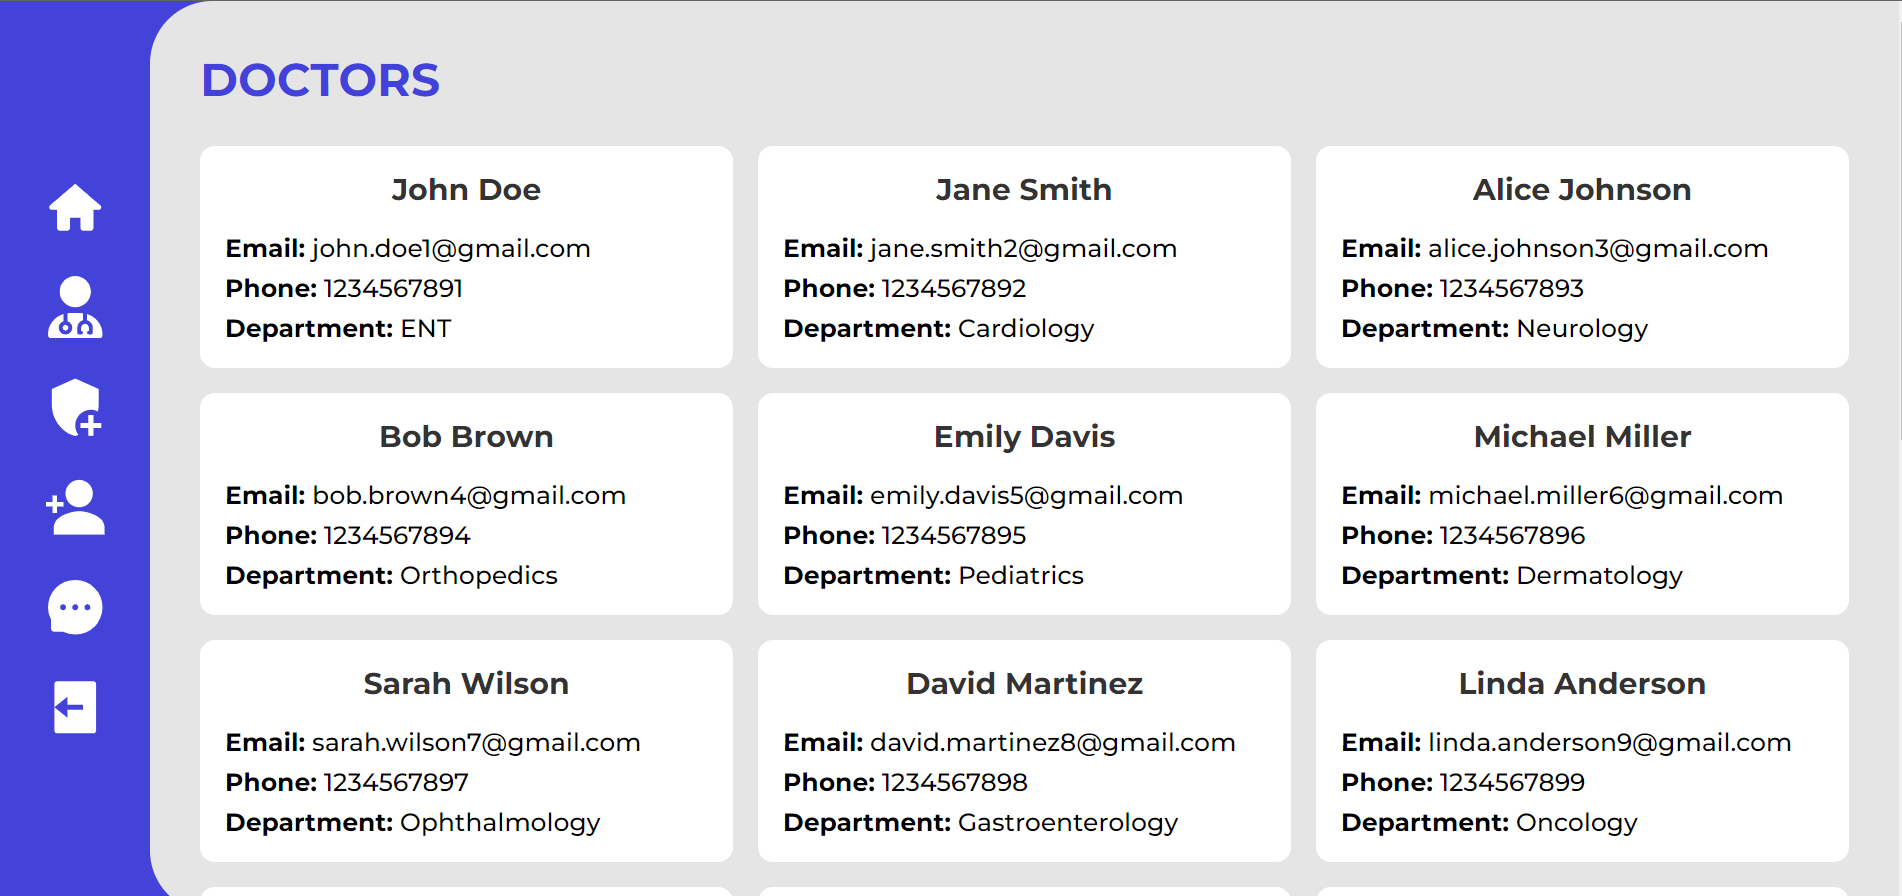 DOCTORS
John Doe
Email: john.doe1@gmail.com
Phone: 1234567891
Department: ENT
Jane Smith
Email: jane.smith2@gmail.com
Phone: 1234567892
Department: Cardiology
Alice Johnson
Email: alice.johnson3@gmail.com
Phone: 1234567893
Department: Neurology
Bob Brown
Email: bob.brown4@gmail.com
Phone: 1234567894
Department: Orthopedics
Emily Davis
Email: emily.davis5@gmail.com
Phone: 1234567895
Department: Pediatrics
Michael Miller
Email: michael.miller6@gmail.com
Phone: 1234567896
Department: Dermatology
Sarah Wilson
Email: sarah.wilson7@gmail.com
Phone: 1234567897
Department: Ophthalmology
David Martinez
Email: david.martinez8@gmail.com
Phone: 1234567898
Department: Gastroenterology
Linda Anderson
Email: linda.anderson9@gmail.com
Phone: 1234567899
Department: Oncology